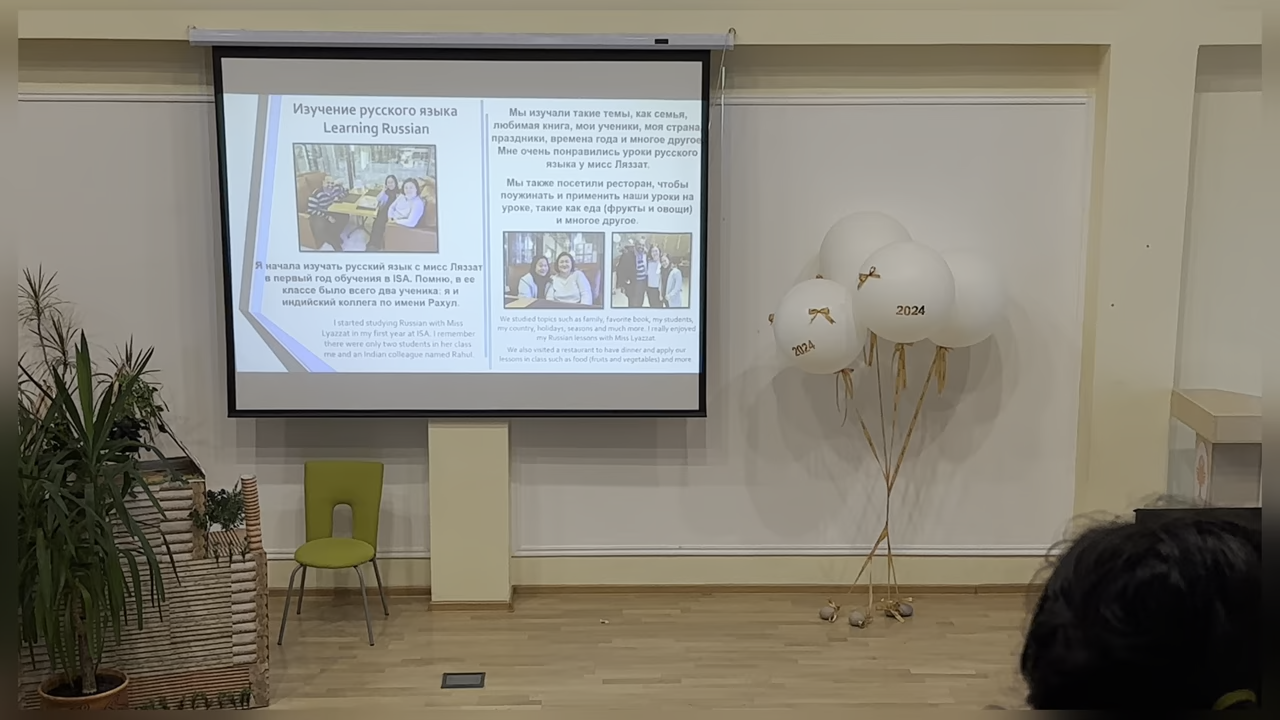 Изучение русского языка
Learning Russian
Я начала изучать русский язык с мисс Ляззат
в первый год обучения в ISA. Помню, в ее
классе было всего два ученика: я и
индийский коллега по имени Рахул.
I started studying Russian with Miss
Lyazzat in my first year at ISA. I remember
there were only two students in her class
me and an Indian colleague named Rahul.
Мы изучали такие темы, как семья,
любимая книга, мои ученики, моя страна,
праздники, времена года и многое другое
Мне очень понравились уроки русского
языка у мисс Ляззат.
Мы также посетили ресторан, чтобы
поужинать и применить наши уроки на
уроке, такие как еда (фрукты и овощи)
и многое другое.
We studied topics such as family, favorite book, my students,
my country, holidays, seasons and much more. I really enjoyed
my Russian lessons with Miss Lyazzat.
We also visited a restaurant to have dinner and apply our
lessons in class such as food (fruits and vegetables) and more
2024
2024